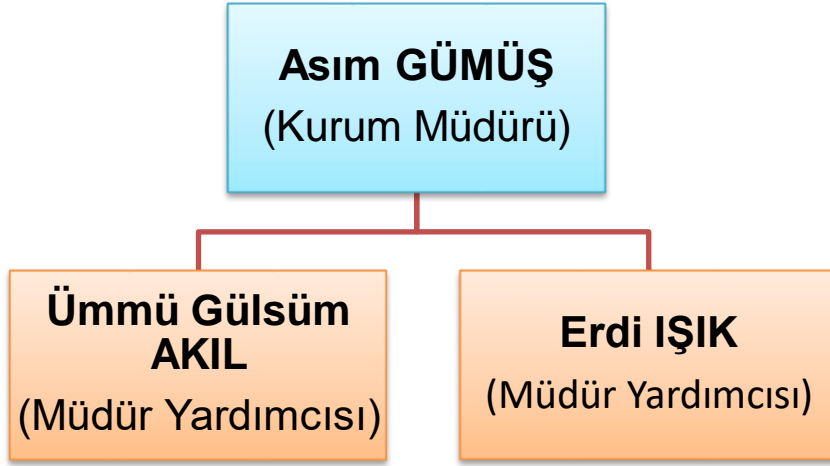 Asım GÜMÜŞ
(Kurum Müdürü)
Ümmü Gülsüm
AKIL
(Müdür Yardımcısı)
Erdi IŞIK
(Müdür Yardımcısı)